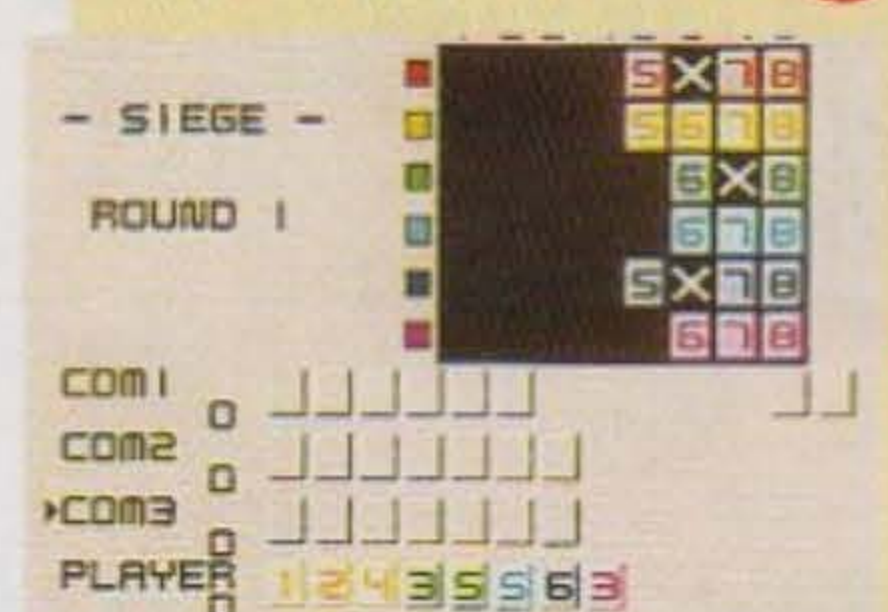 5 X 7 8
- SIEGE -
5 6 7 8
6 X 8
ROUND 1
6 7 8
5 X 7 8
6 7 8
COM1
0
COM2
0
▸COM3
0
PLAYER
0
1 2 4 3 5 5 6 3